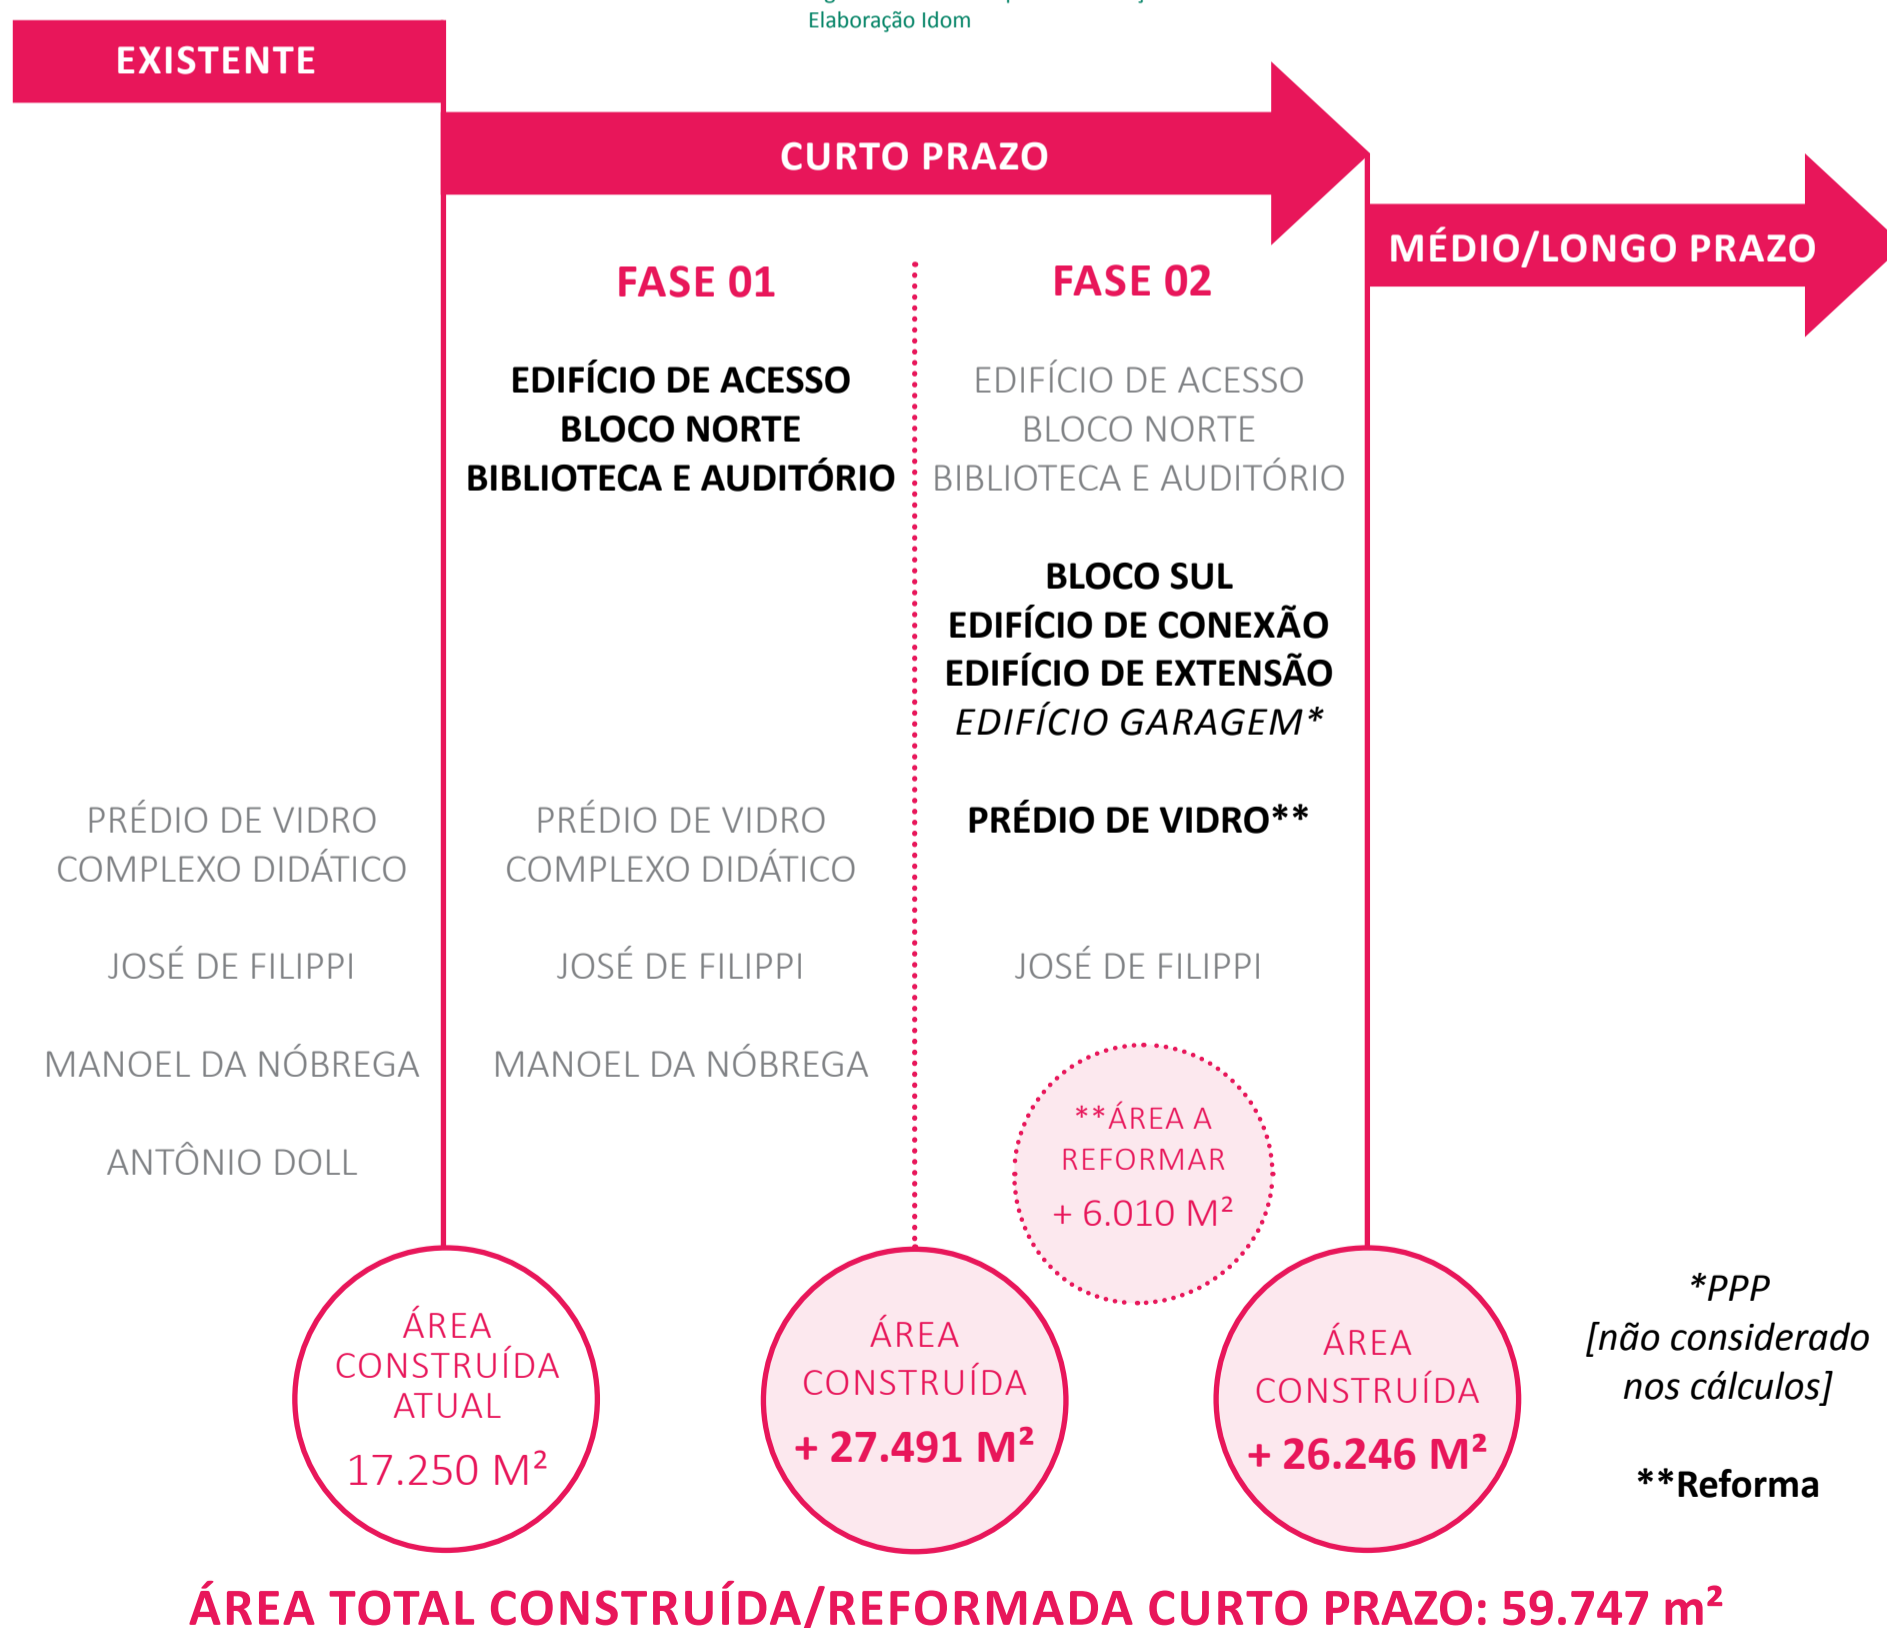 Elaboração Idom
EXISTENTE
CURTO PRAZO
MÉDIO/LONGO PRAZO
FASE 01
EDIFÍCIO DE ACESSO
BLOCO NORTE
BIBLIOTECA E AUDITÓRIO
FASE 02
EDIFÍCIO DE ACESSO
BLOCO NORTE
BIBLIOTECA E AUDITÓRIO
BLOCO SUL
EDIFÍCIO DE CONEXÃO
EDIFÍCIO DE EXTENSÃO
EDIFÍCIO GARAGEM*
PRÉDIO DE VIDRO
COMPLEXO DIDÁTICO
JOSÉ DE FILIPPI
MANOEL DA NÓBREGA
ANTÔNIO DOLL
PRÉDIO DE VIDRO
COMPLEXO DIDÁTICO
JOSÉ DE FILIPPI
MANOEL DA NÓBREGA
PRÉDIO DE VIDRO**
JOSÉ DE FILIPPI
**ÁREA A
REFORMAR
+ 6.010 M²
ÁREA
CONSTRUÍDA
ATUAL
17.250 M²
ÁREA
CONSTRUÍDA
+ 27.491 M²
ÁREA
CONSTRUÍDA
+ 26.246 M²
*PPP
[não considerado
nos cálculos]
**Reforma
ÁREA TOTAL CONSTRUÍDA/REFORMADA CURTO PRAZO: 59.747 m²